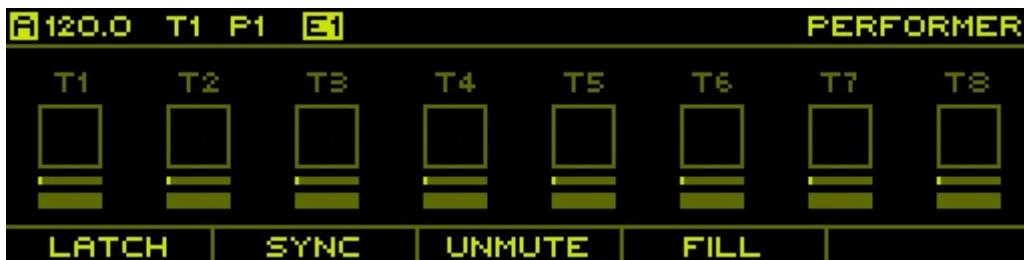 A 120.0 T1 P1 E1 PERFORMER
T1 T2 T3 T4 T5 T6 T7 T8
LATCH SYNC UNMUTE FILL